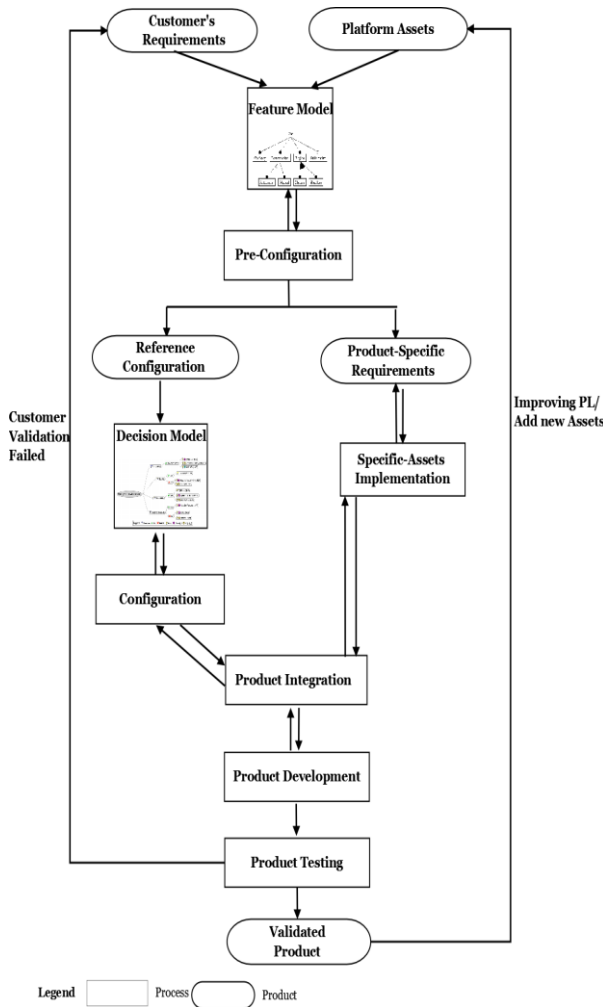 Customer's
Requirements
Platform Assets
Feature Model
Pre-Configuration
Reference
Configuration
Product-Specific
Requirements
Customer
Validation
Failed
Improving PL/
Add new Assets
Decision Model
Specific-Assets
Implementation
Configuration
Product Integration
Product Development
Product Testing
Validated
Product
Legend
Process
Product